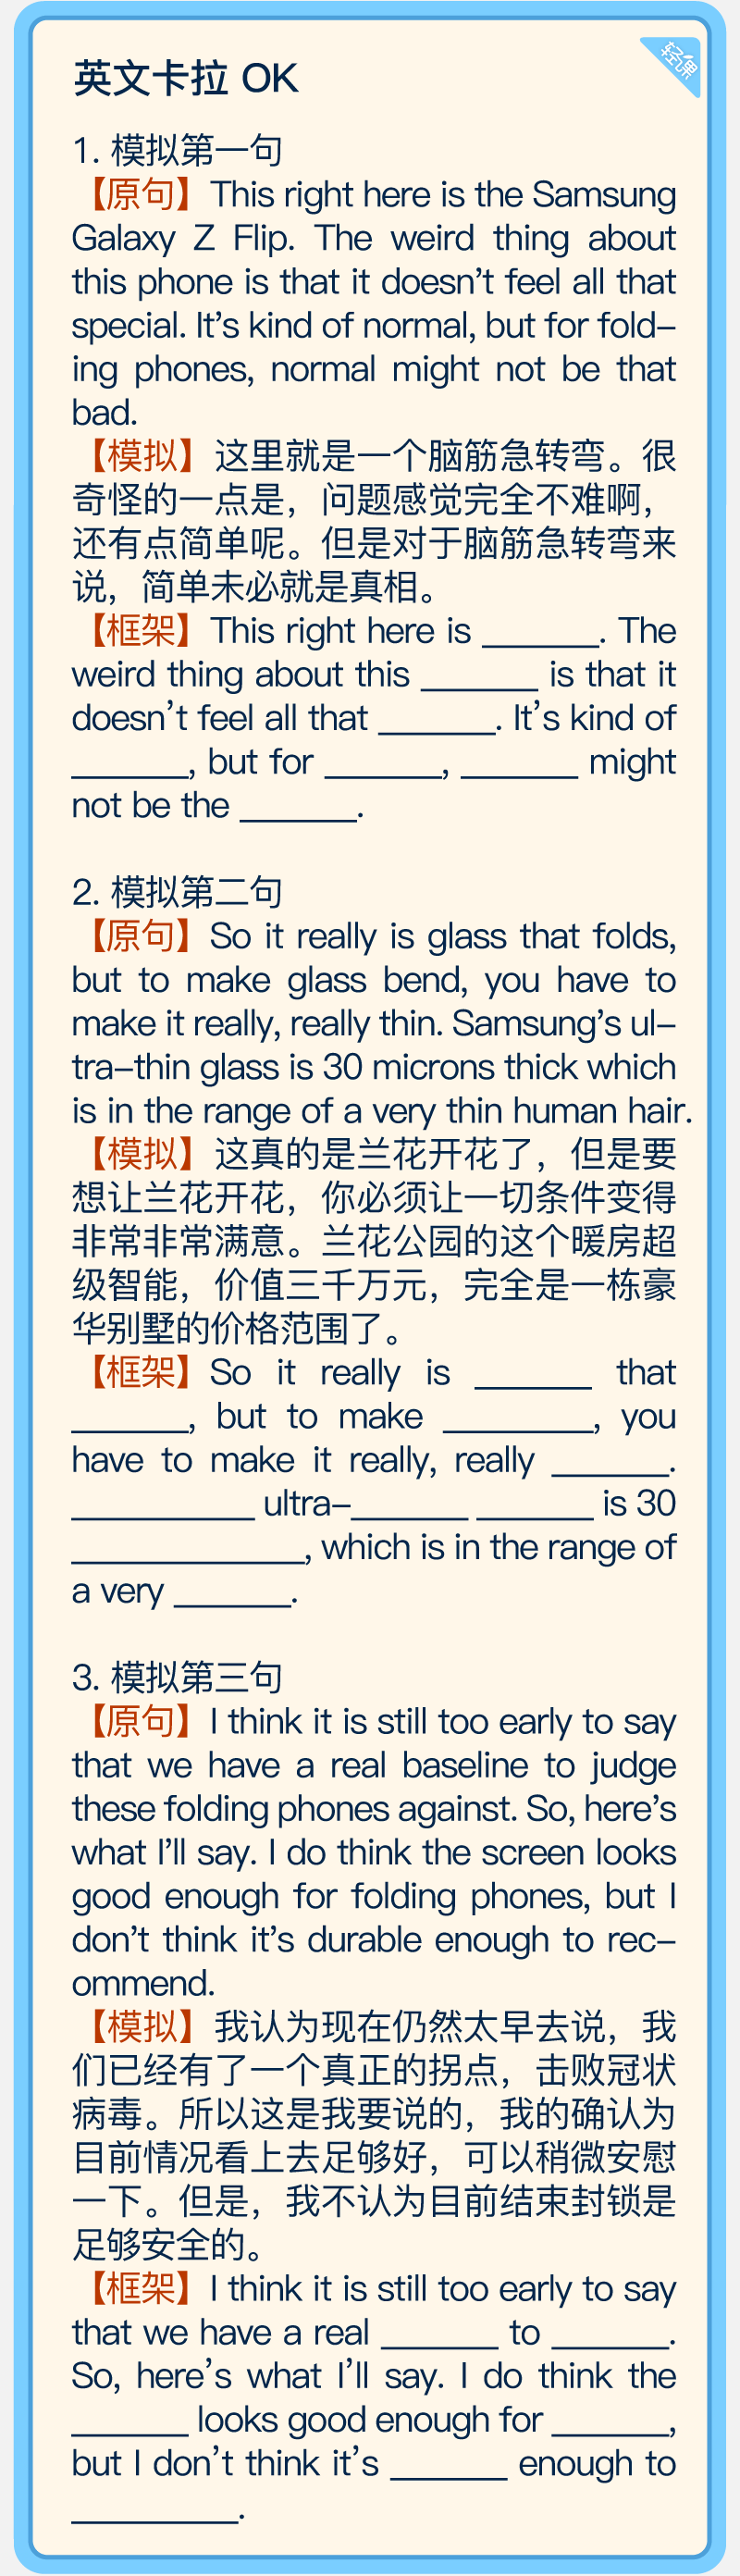 英文卡拉 OK
轻课
1. 模拟第一句
【原句】This right here is the Samsung
Galaxy Z Flip. The weird thing about
this phone is that it doesn't feel all that
special. It's kind of normal, but for fold-
ing phones, normal might not be that
bad.
【模拟】这里就是一个脑筋急转弯。很
奇怪的一点是，问题感觉完全不难啊，
还有点简单呢。但是对于脑筋急转弯来
说，简单未必就是真相。
【框架】This right here is ______. The
weird thing about this ______ is that it
doesn't feel all that ______. It's kind of
______, but for ______, ______ might
not be the ______.
2. 模拟第二句
【原句】So it really is glass that folds,
but to make glass bend, you have to
make it really, really thin. Samsung's ul-
tra-thin glass is 30 microns thick which
is in the range of a very thin human hair.
【模拟】这真的是兰花开花了，但是要
想让兰花开花，你必须让一切条件变得
非常非常满意。兰花公园的这个暖房超
级智能，价值三千万元，完全是一栋豪
华别墅的价格范围了。
【框架】So it really is ______ that
______, but to make ________, you
have to make it really, really ______.
__________ ultra-______ ______ is 30
____________, which is in the range of
a very ______.
3. 模拟第三句
【原句】I think it is still too early to say
that we have a real baseline to judge
these folding phones against. So, here's
what I'll say. I do think the screen looks
good enough for folding phones, but I
don't think it's durable enough to rec-
ommend.
【模拟】我认为现在仍然太早去说，我
们已经有了一个真正的拐点，击败冠状
病毒。所以这是我要说的，我的确认为
目前情况看上去足够好，可以稍微安慰
一下。但是，我不认为目前结束封锁是
足够安全的。
【框架】I think it is still too early to say
that we have a real ______ to ______.
So, here's what I'll say. I do think the
______ looks good enough for ______,
but I don't think it's ______ enough to
_________.